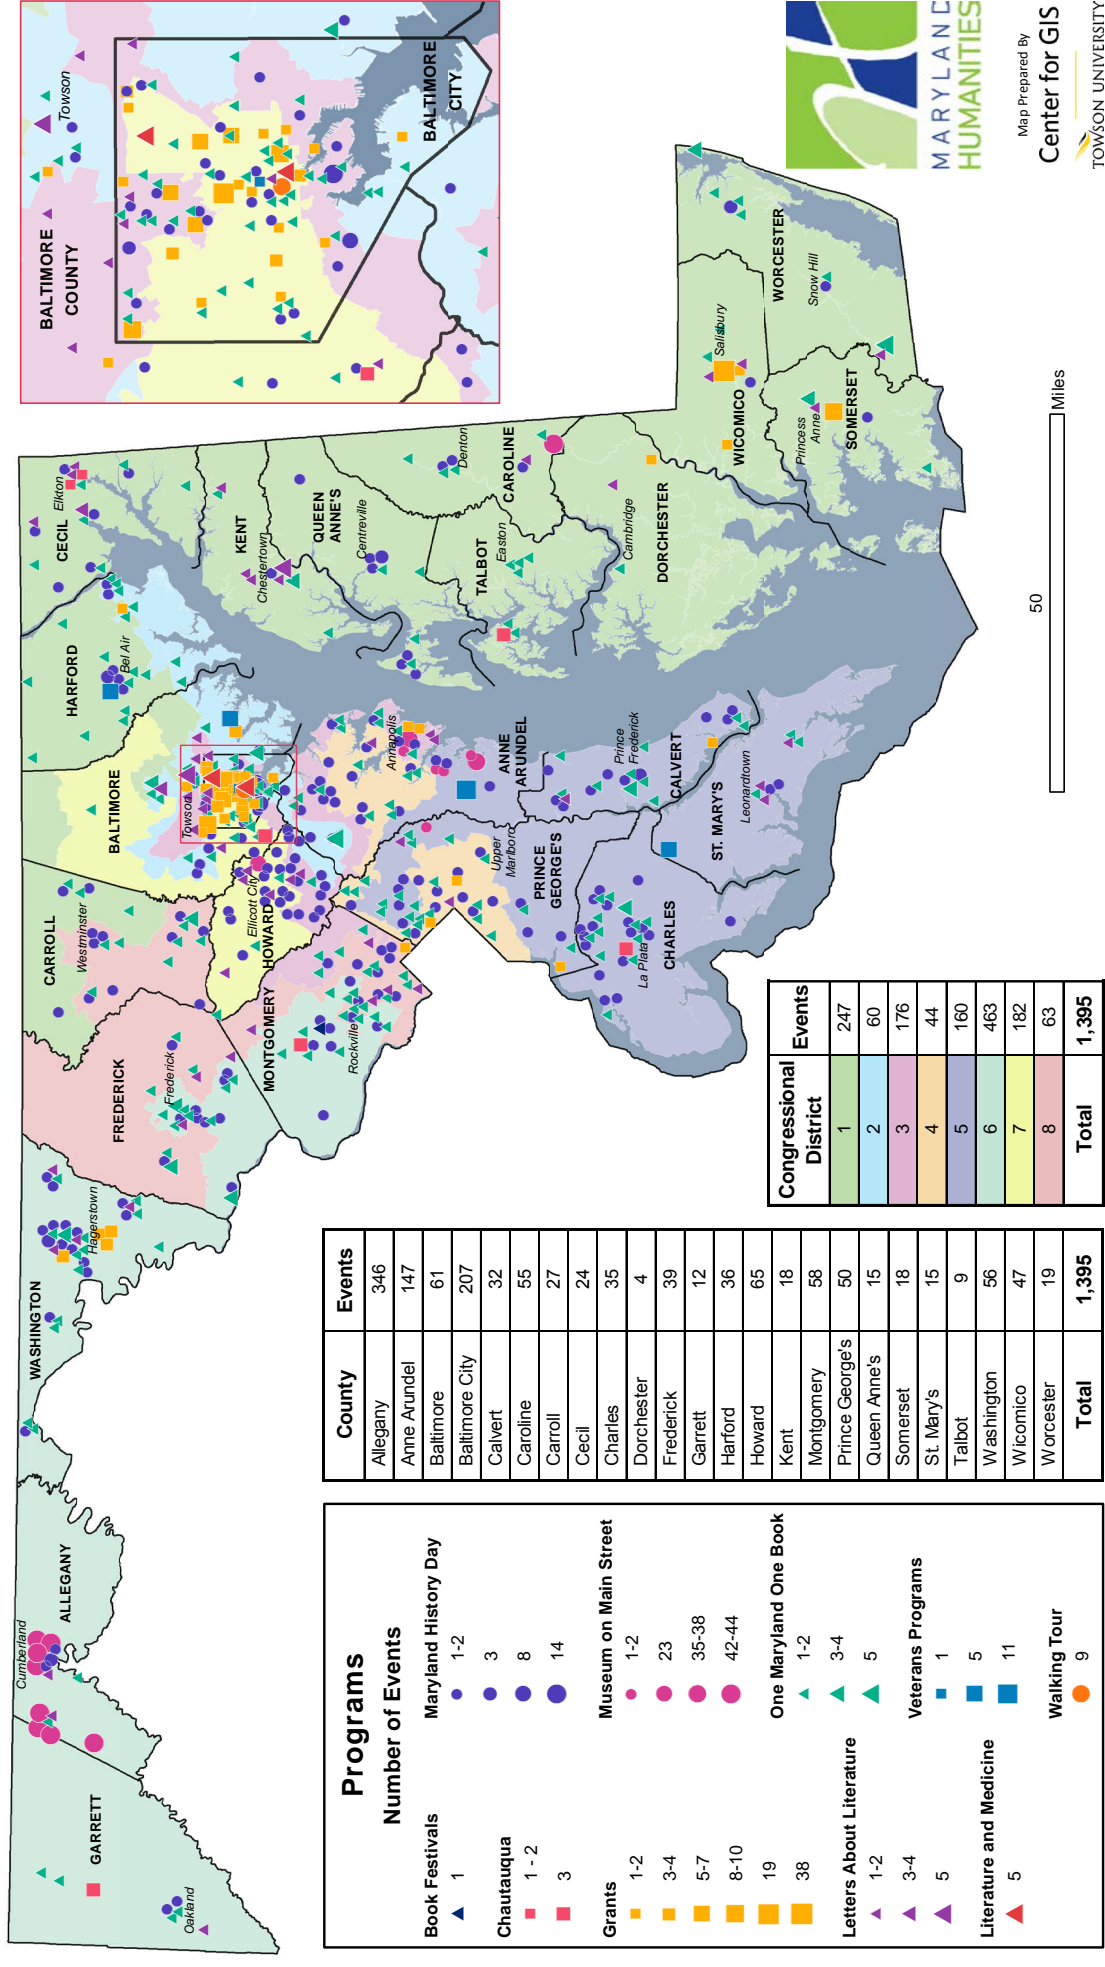 GARRETT
Oakland
ALLEGANY
Cumberland
WASHINGTON
Hagerstown
FREDERICK
Frederick
CARROLL
Westminster
MONTGOMERY
Rockville
HOWARD
Ellicott City
BALTIMORE
Towson
HARFORD
Bel Air
CECIL
Elkton
KENT
Chestertown
QUEEN
ANNE'S
Centreville
CAROLINE
Denton
TALBOT
Easton
DORCHESTER
Cambridge
WICOMICO
Salisbury
WORCESTER
Snow Hill
SOMERSET
Princess
Anne
ANNE
ARUNDEL
Annapolis
PRINCE
GEORGE'S
Upper
Marlboro
CALVERT
Prince
Frederick
CHARLES
La Plata
ST. MARY'S
Leonardtown
BALTIMORE
COUNTY
Towson
BALTIMORE
CITY
50
Miles
Programs
Number of Events
Book Festivals
1
Chautauqua
1 - 2
3
Grants
1-2
3-4
5-7
8-10
19
38
Letters About Literature
1-2
3-4
5
Literature and Medicine
5
Maryland History Day
1-2
3
8
14
Museum on Main Street
1-2
23
35-38
42-44
One Maryland One Book
1-2
3-4
5
Veterans Programs
1
5
11
Walking Tour
9
County Events
Allegany 346
Anne Arundel 147
Baltimore 61
Baltimore City 207
Calvert 32
Caroline 55
Carroll 27
Cecil 24
Charles 35
Dorchester 4
Frederick 39
Garrett 12
Harford 36
Howard 65
Kent 18
Montgomery 58
Prince George's 50
Queen Anne's 15
Somerset 18
St. Mary's 15
Talbot 9
Washington 56
Wicomico 47
Worcester 19
Total 1,395
Congressional
District Events
1 247
2 60
3 176
4 44
5 160
6 463
7 182
8 63
Total 1,395
MARYLAND
HUMANITIES
Map Prepared By
Center for GIS
TOWSON UNIVERSITY